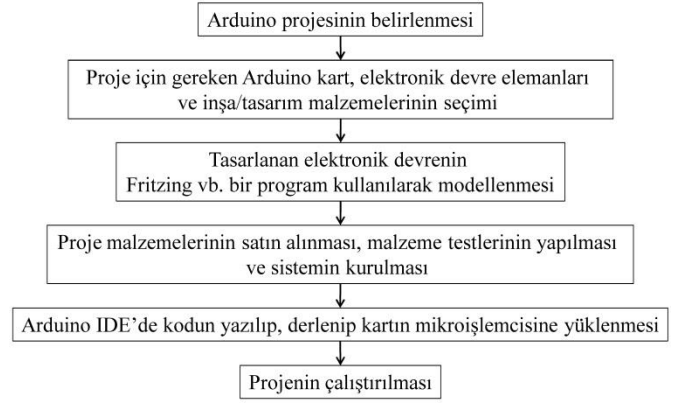 Arduino projesinin belirlenmesi
Proje için gereken Arduino kart, elektronik devre elemanları
ve inşa/tasarım malzemelerinin seçimi
Tasarlanan elektronik devrenin
Fritzing vb. bir program kullanılarak modellenmesi
Proje malzemelerinin satın alınması, malzeme testlerinin yapılması
ve sistemin kurulması
Arduino IDE’de kodun yazılıp, derlenip kartın mikroişlemcisine yüklenmesi
Projenin çalıştırılması